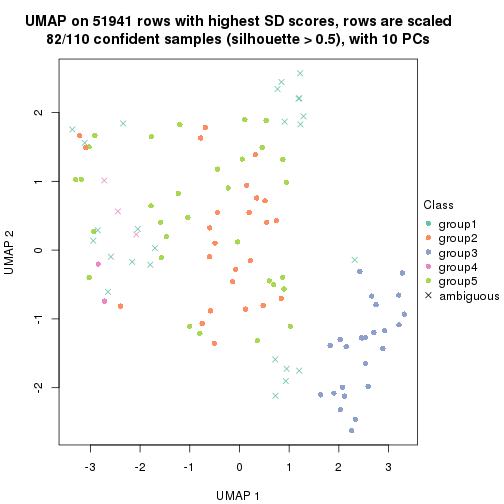 UMAP on 51941 rows with highest SD scores, rows are scaled
82/110 confident samples (silhouette > 0.5), with 10 PCs
UMAP 2
2
1
0
-1
-2
-3
-2
-1
0
1
2
3
UMAP 1
Class
group1
group2
group3
group4
group5
ambiguous